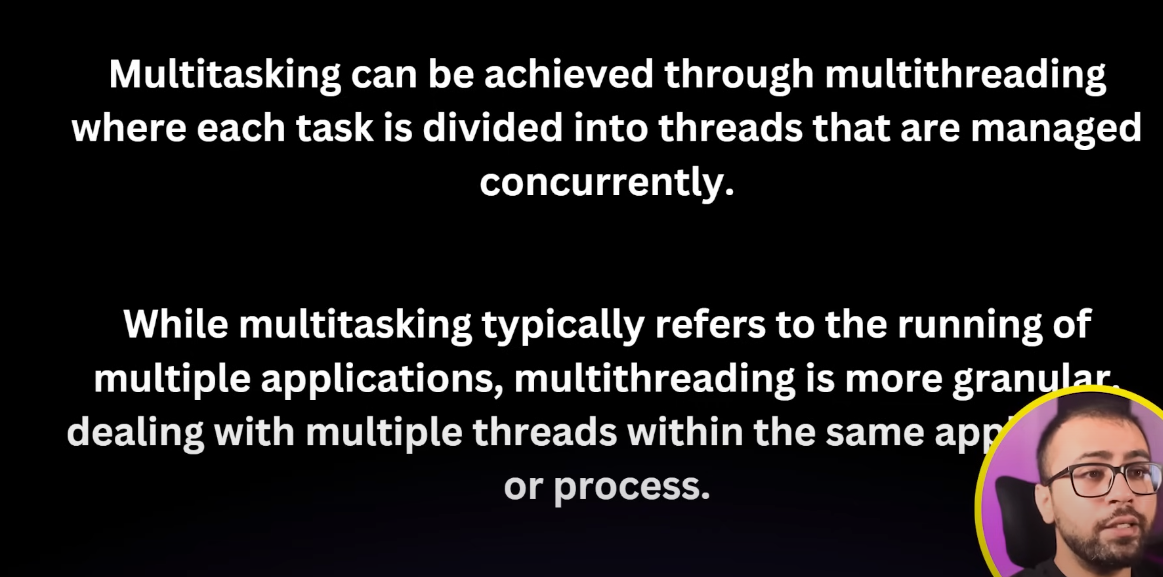 Multitasking can be achieved through multithreading
where each task is divided into threads that are managed
concurrently.
While multitasking typically refers to the running of
multiple applications, multithreading is more granular,
dealing with multiple threads within the same
or process.